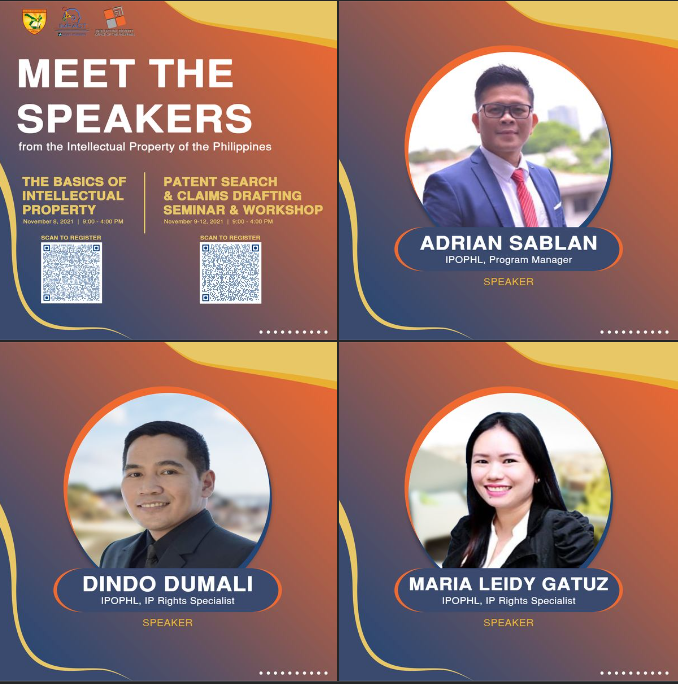 MEET THE
SPEAKERS
from the Intellectual Property of the Philippines
THE BASICS OF
INTELLECTUAL
PROPERTY
November 8, 2021 | 9:00 - 4:00 PM
SCAN TO REGISTER
PATENT SEARCH
& CLAIMS DRAFTING
SEMINAR & WORKSHOP
November 9-12, 2021 | 9:00 - 4:00 PM
SCAN TO REGISTER
ADRIAN SABLAN
IPOPHL, Program Manager
SPEAKER
DINDO DUMALI
IPOPHL, IP Rights Specialist
SPEAKER
MARIA LEIDY GATUZ
IPOPHL, IP Rights Specialist
SPEAKER